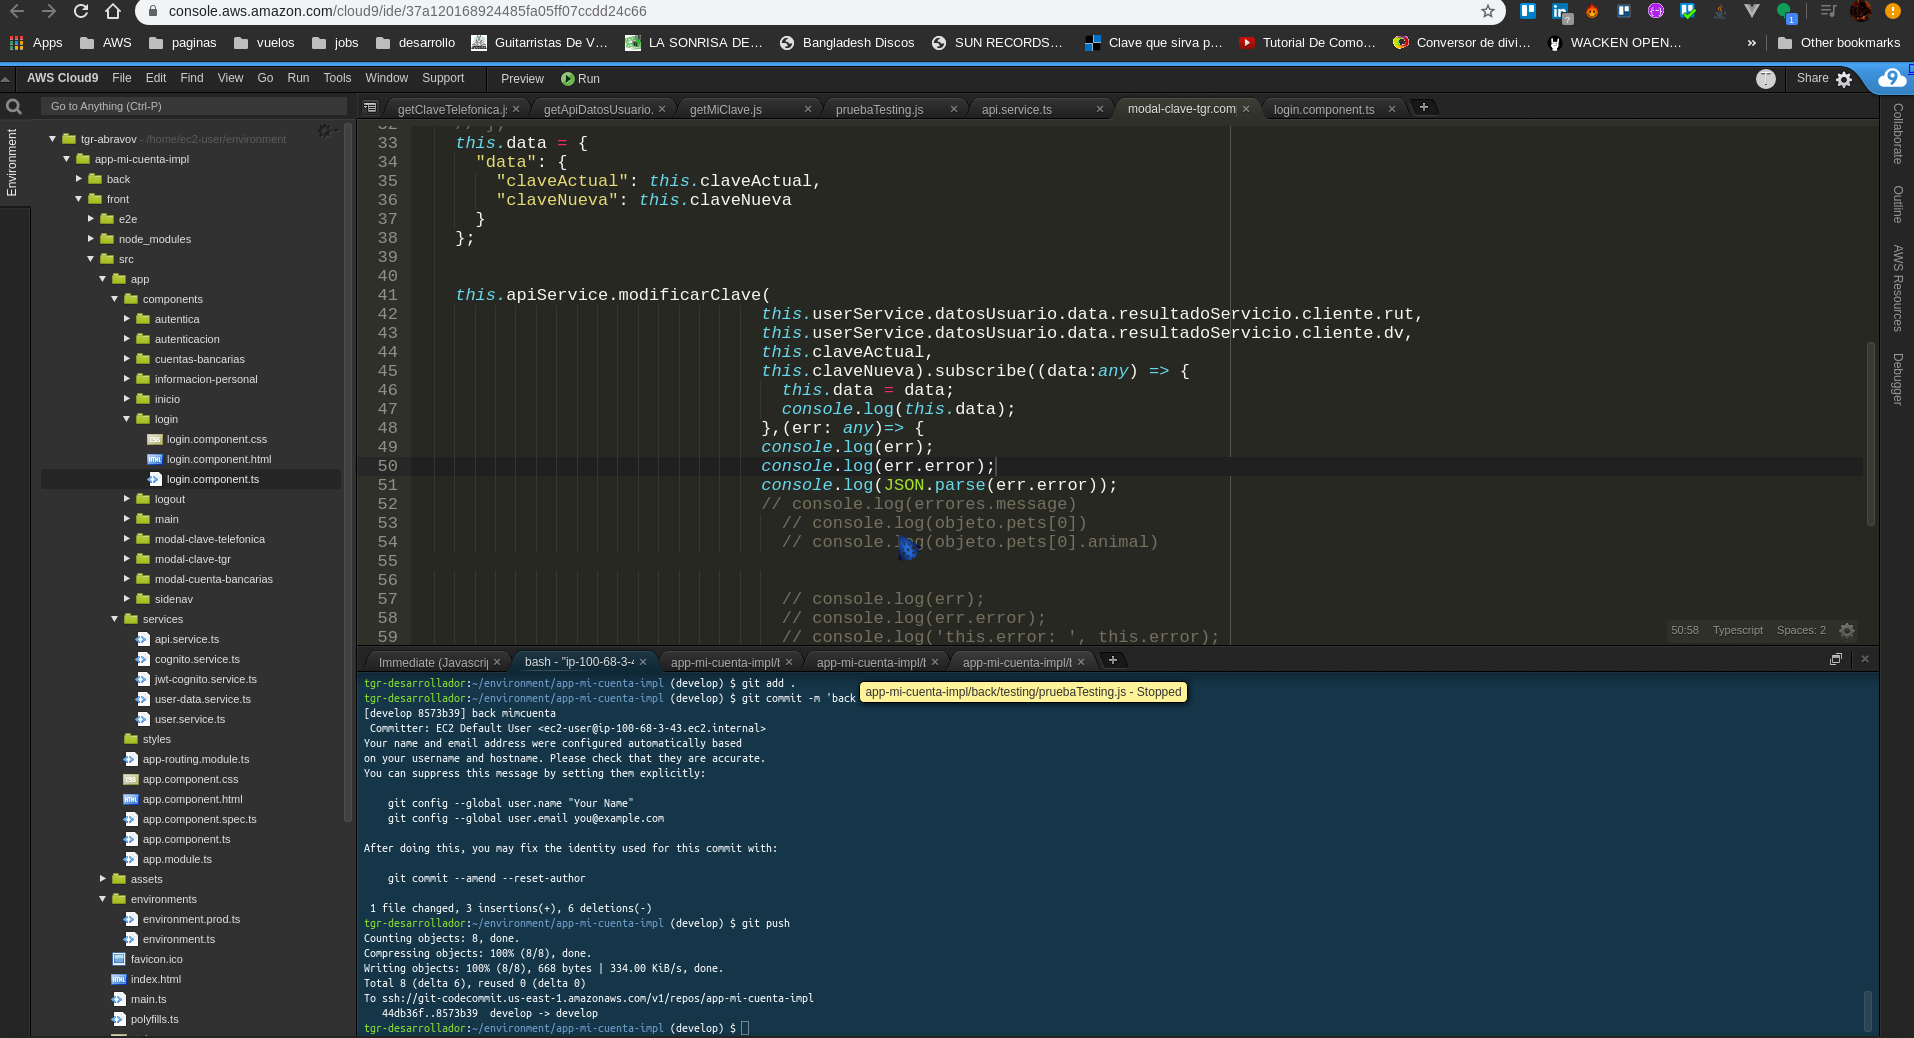 console.aws.amazon.com/cloud9/ide/37a120168924485fa05ff07ccdd24c66
Apps AWS paginas vuelos jobs desarrollo Guitarristas De V… LA SONRISA DE… Bangladesh Discos SUN RECORDS… Clave que sirva p… Tutorial De Como… Conversor de divi… WACKEN OPEN… » Other bookmarks
AWS Cloud9 File Edit Find View Go Run Tools Window Support Preview Run Share
Go to Anything (Ctrl-P)
getClaveTelefonica.j × getApiDatosUsuario. × getMiClave.js × pruebaTesting.js × api.service.ts × modal-clave-tgr.com × login.component.ts ×
Environment
tgr-abravov - /home/ec2-user/environment
app-mi-cuenta-impl
back
front
e2e
node_modules
src
app
components
autentica
autenticacion
cuentas-bancarias
informacion-personal
inicio
login
login.component.css
login.component.html
login.component.ts
logout
main
modal-clave-telefonica
modal-clave-tgr
modal-cuenta-bancarias
sidenav
services
api.service.ts
cognito.service.ts
jwt-cognito.service.ts
user-data.service.ts
user.service.ts
styles
app-routing.module.ts
app.component.css
app.component.html
app.component.spec.ts
app.component.ts
app.module.ts
assets
environments
environment.prod.ts
environment.ts
favicon.ico
index.html
main.ts
polyfills.ts
32 // };
33 this.data = {
34 "data": {
35 "claveActual": this.claveActual,
36 "claveNueva": this.claveNueva
37 }
38 };
39
40
41 this.apiService.modificarClave(
42 this.userService.datosUsuario.data.resultadoServicio.cliente.rut,
43 this.userService.datosUsuario.data.resultadoServicio.cliente.dv,
44 this.claveActual,
45 this.claveNueva).subscribe((data:any) => {
46 this.data = data;
47 console.log(this.data);
48 },(err: any)=> {
49 console.log(err);
50 console.log(err.error);
51 console.log(JSON.parse(err.error));
52 // console.log(errores.message)
53 // console.log(objeto.pets[0])
54 // console.log(objeto.pets[0].animal)
55
56
57 // console.log(err);
58 // console.log(err.error);
59 // console.log('this.error: ', this.error);
50:58 Typescript Spaces: 2
Collaborate
Outline
AWS Resources
Debugger
Immediate (Javascrip × bash - "ip-100-68-3-4 × app-mi-cuenta-impl/b × app-mi-cuenta-impl/b × app-mi-cuenta-impl/b ×
tgr-desarrollador:~/environment/app-mi-cuenta-impl (develop) $ git add .
tgr-desarrollador:~/environment/app-mi-cuenta-impl (develop) $ git commit -m 'back
app-mi-cuenta-impl/back/testing/pruebaTesting.js - Stopped
[develop 8573b39] back mimcuenta
Committer: EC2 Default User <ec2-user@ip-100-68-3-43.ec2.internal>
Your name and email address were configured automatically based
on your username and hostname. Please check that they are accurate.
You can suppress this message by setting them explicitly:
git config --global user.name "Your Name"
git config --global user.email you@example.com
After doing this, you may fix the identity used for this commit with:
git commit --amend --reset-author
1 file changed, 3 insertions(+), 6 deletions(-)
tgr-desarrollador:~/environment/app-mi-cuenta-impl (develop) $ git push
Counting objects: 8, done.
Compressing objects: 100% (8/8), done.
Writing objects: 100% (8/8), 668 bytes | 334.00 KiB/s, done.
Total 8 (delta 6), reused 0 (delta 0)
To ssh://git-codecommit.us-east-1.amazonaws.com/v1/repos/app-mi-cuenta-impl
44db36f..8573b39 develop -> develop
tgr-desarrollador:~/environment/app-mi-cuenta-impl (develop) $